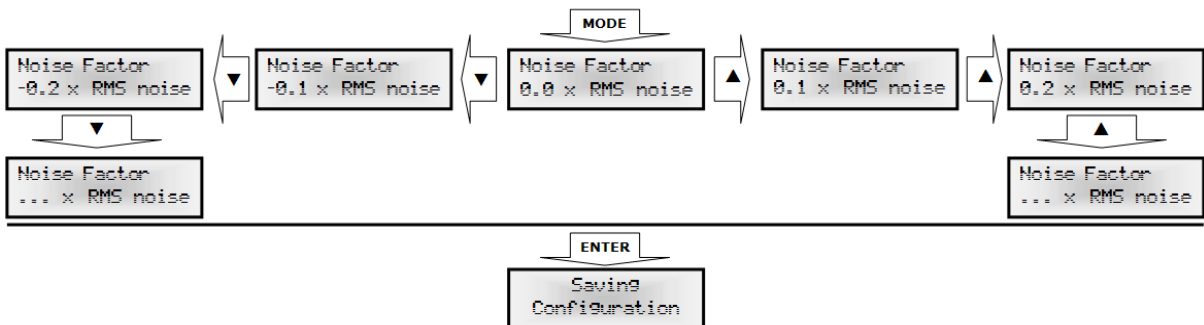 MODE
Noise Factor
-0.2 x RMS noise
▼
Noise Factor
-0.1 x RMS noise
▼
Noise Factor
0.0 x RMS noise
▲
Noise Factor
0.1 x RMS noise
▲
Noise Factor
0.2 x RMS noise
▼
▲
Noise Factor
... x RMS noise
Noise Factor
... x RMS noise
ENTER
Saving
Configuration